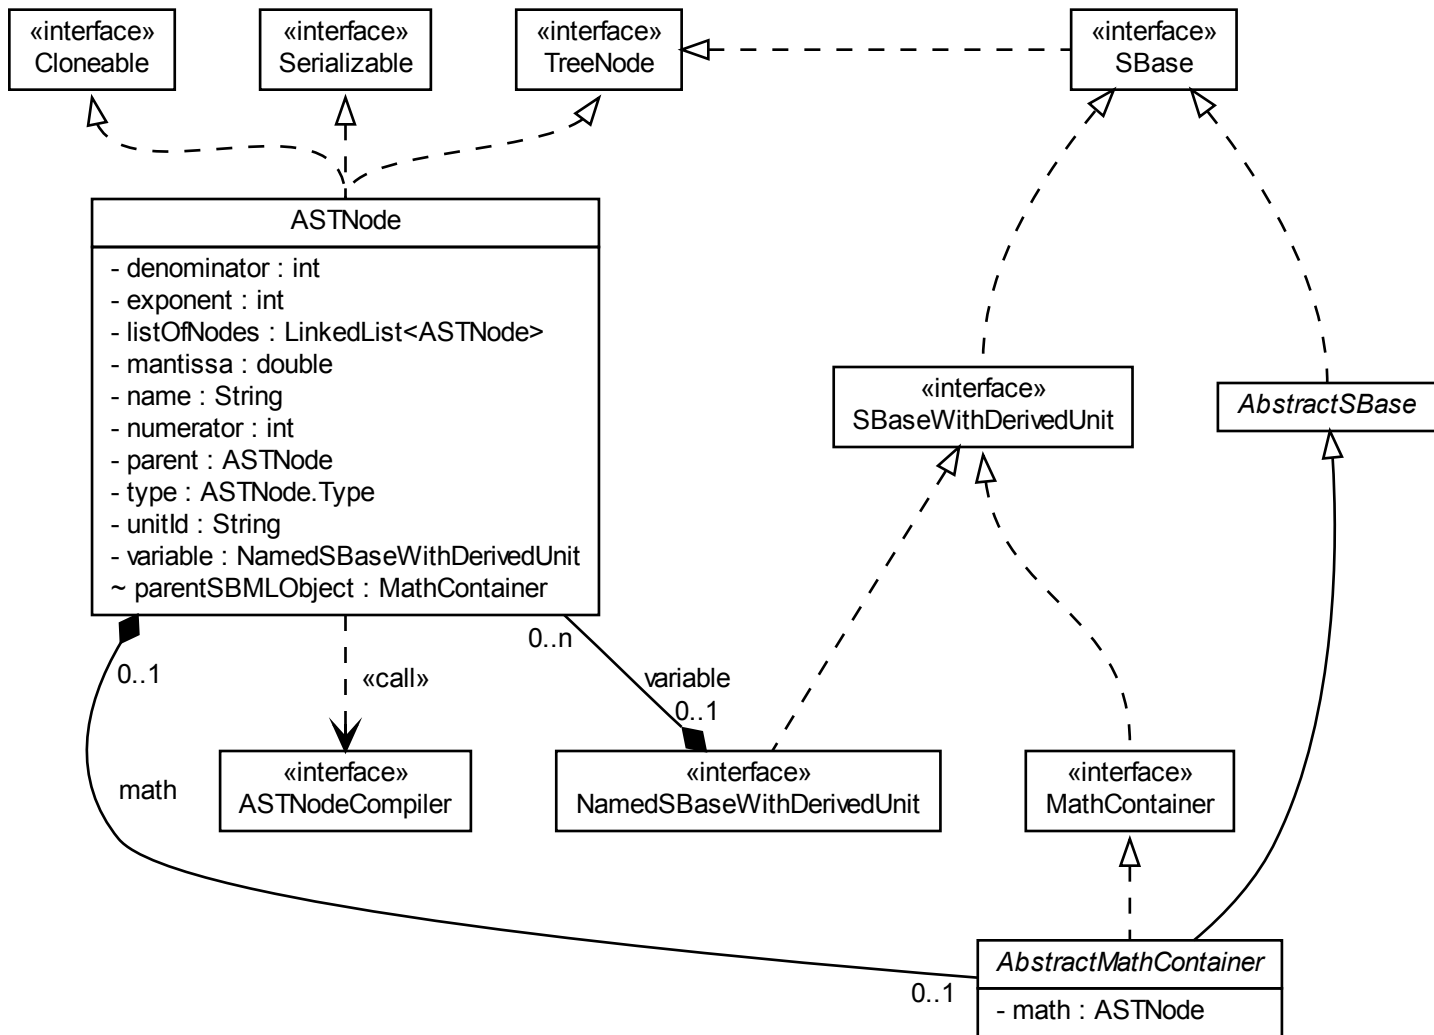 «interface»
Cloneable
«interface»
Serializable
«interface»
TreeNode
«interface»
SBase
ASTNode
- denominator : int
- exponent : int
- listOfNodes : LinkedList<ASTNode>
- mantissa : double
- name : String
- numerator : int
- parent : ASTNode
- type : ASTNode.Type
- unitId : String
- variable : NamedSBaseWithDerivedUnit
~ parentSBMLObject : MathContainer
«interface»
SBaseWithDerivedUnit
AbstractSBase
0..1
«call»
0..n
variable
0..1
math
«interface»
ASTNodeCompiler
«interface»
NamedSBaseWithDerivedUnit
«interface»
MathContainer
0..1
AbstractMathContainer
- math : ASTNode